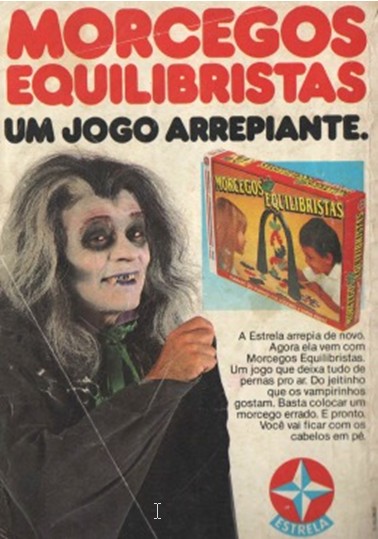 MORCEGOS
EQUILIBRISTAS
UM JOGO ARREPIANTE.
MORCEGOS
EQUILIBRISTAS
MORCEGOS EQUILIBRISTAS
A Estrela arrepia de novo.
Agora ela vem com
Morcegos Equilibristas.
Um jogo que deixa tudo de
pernas pro ar. Do jeitinho
que os vampirinhos
gostam. Basta colocar um
morcego errado. E pronto.
Você vai ficar com os
cabelos em pé.
ESTRELA